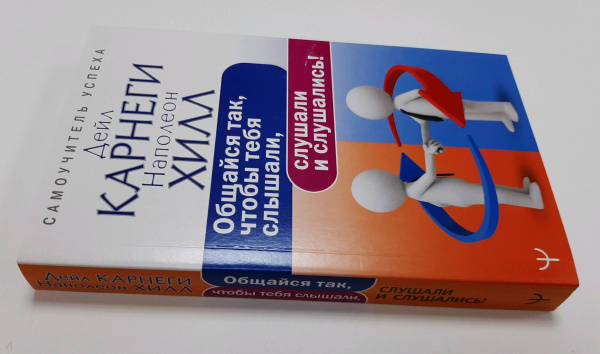 САМОУЧИТЕЛЬ УСПЕХА
Дейл
КАРНЕГИ
Наполеон
ХИЛЛ
Общайся так,
чтобы тебя
слышали,
слушали
и слушались!
Дейл КАРНЕГИ
Наполеон ХИЛЛ
Общайся так,
чтобы тебя слышали,
СЛУШАЛИ
И СЛУШАЛИСЬ!